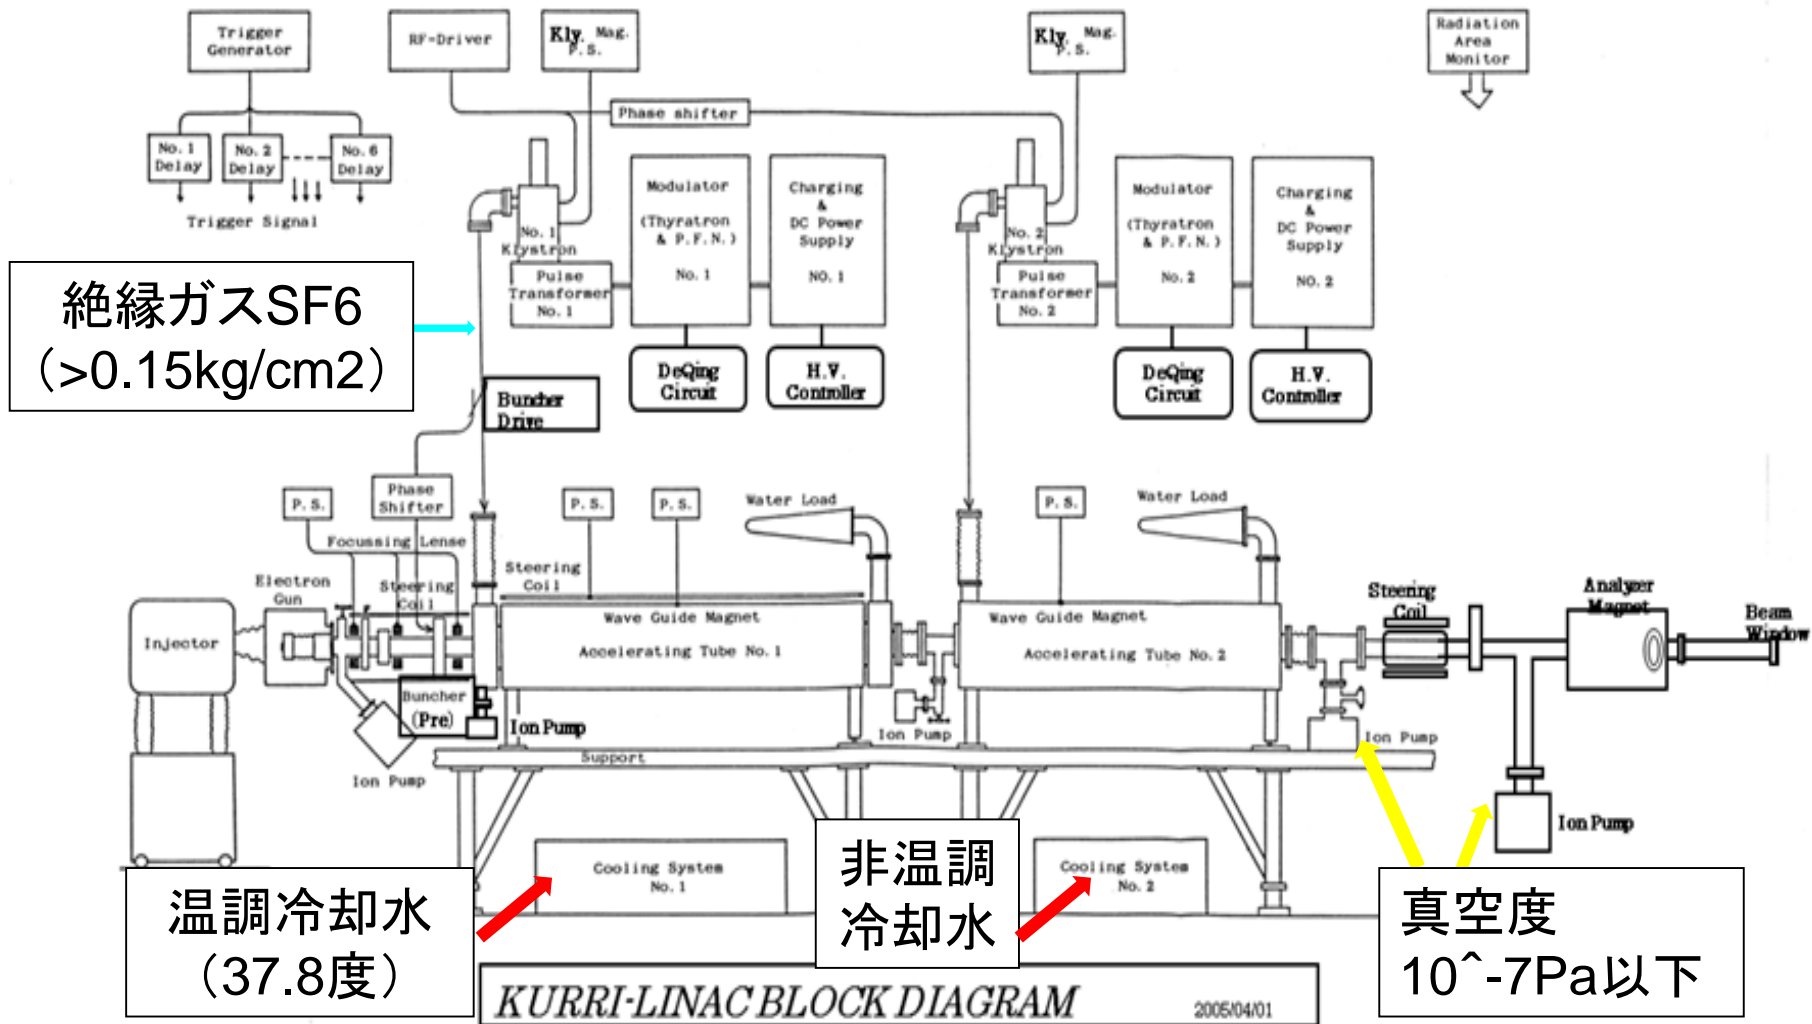 Trigger
Generator
RF=Driver
Kly. Mag.
P.S.
Kly. Mag.
P.S.
Radiation
Area
Monitor
Phase shifter
No.1
Delay
No.2
Delay
No.6
Delay
Trigger Signal
No.1
Klystron
Pulse
Transformer
No.1
Modulator
(Thyratron
& P.F.N.)
No.1
Charging
&
DC Power
Supply
NO.1
No.2
Klystron
Pulse
Transformer
No.2
Modulator
(Thyratron
& P.F.N.)
No.2
Charging
&
DC Power
Supply
NO.2
絶縁ガスSF6
（>0.15kg/cm2）
DeQing
Circuit
H.V.
Controller
DeQing
Circuit
H.V.
Controller
Buncher
Drive
P.S.
Phase
Shifter
P.S.
P.S.
Water Load
P.S.
Water Load
Focussing Lense
Electron
Gun
Steering
Coil
Steering
Coil
Steering
Coil
Analyzer
Magnet
Beam
Window
Injector
Wave Guide Magnet
Accelerating Tube No.1
Wave Guide Magnet
Accelerating Tube No.2
Buncher
(Pre)
Ion Pump
Ion Pump
Ion Pump
Ion Pump
Support
Ion Pump
Cooling System
No.1
Cooling System
No.2
温調冷却水
（37.8度）
非温調
冷却水
真空度
10^-7Pa以下
KURRI-LINAC BLOCK DIAGRAM
2005/04/01